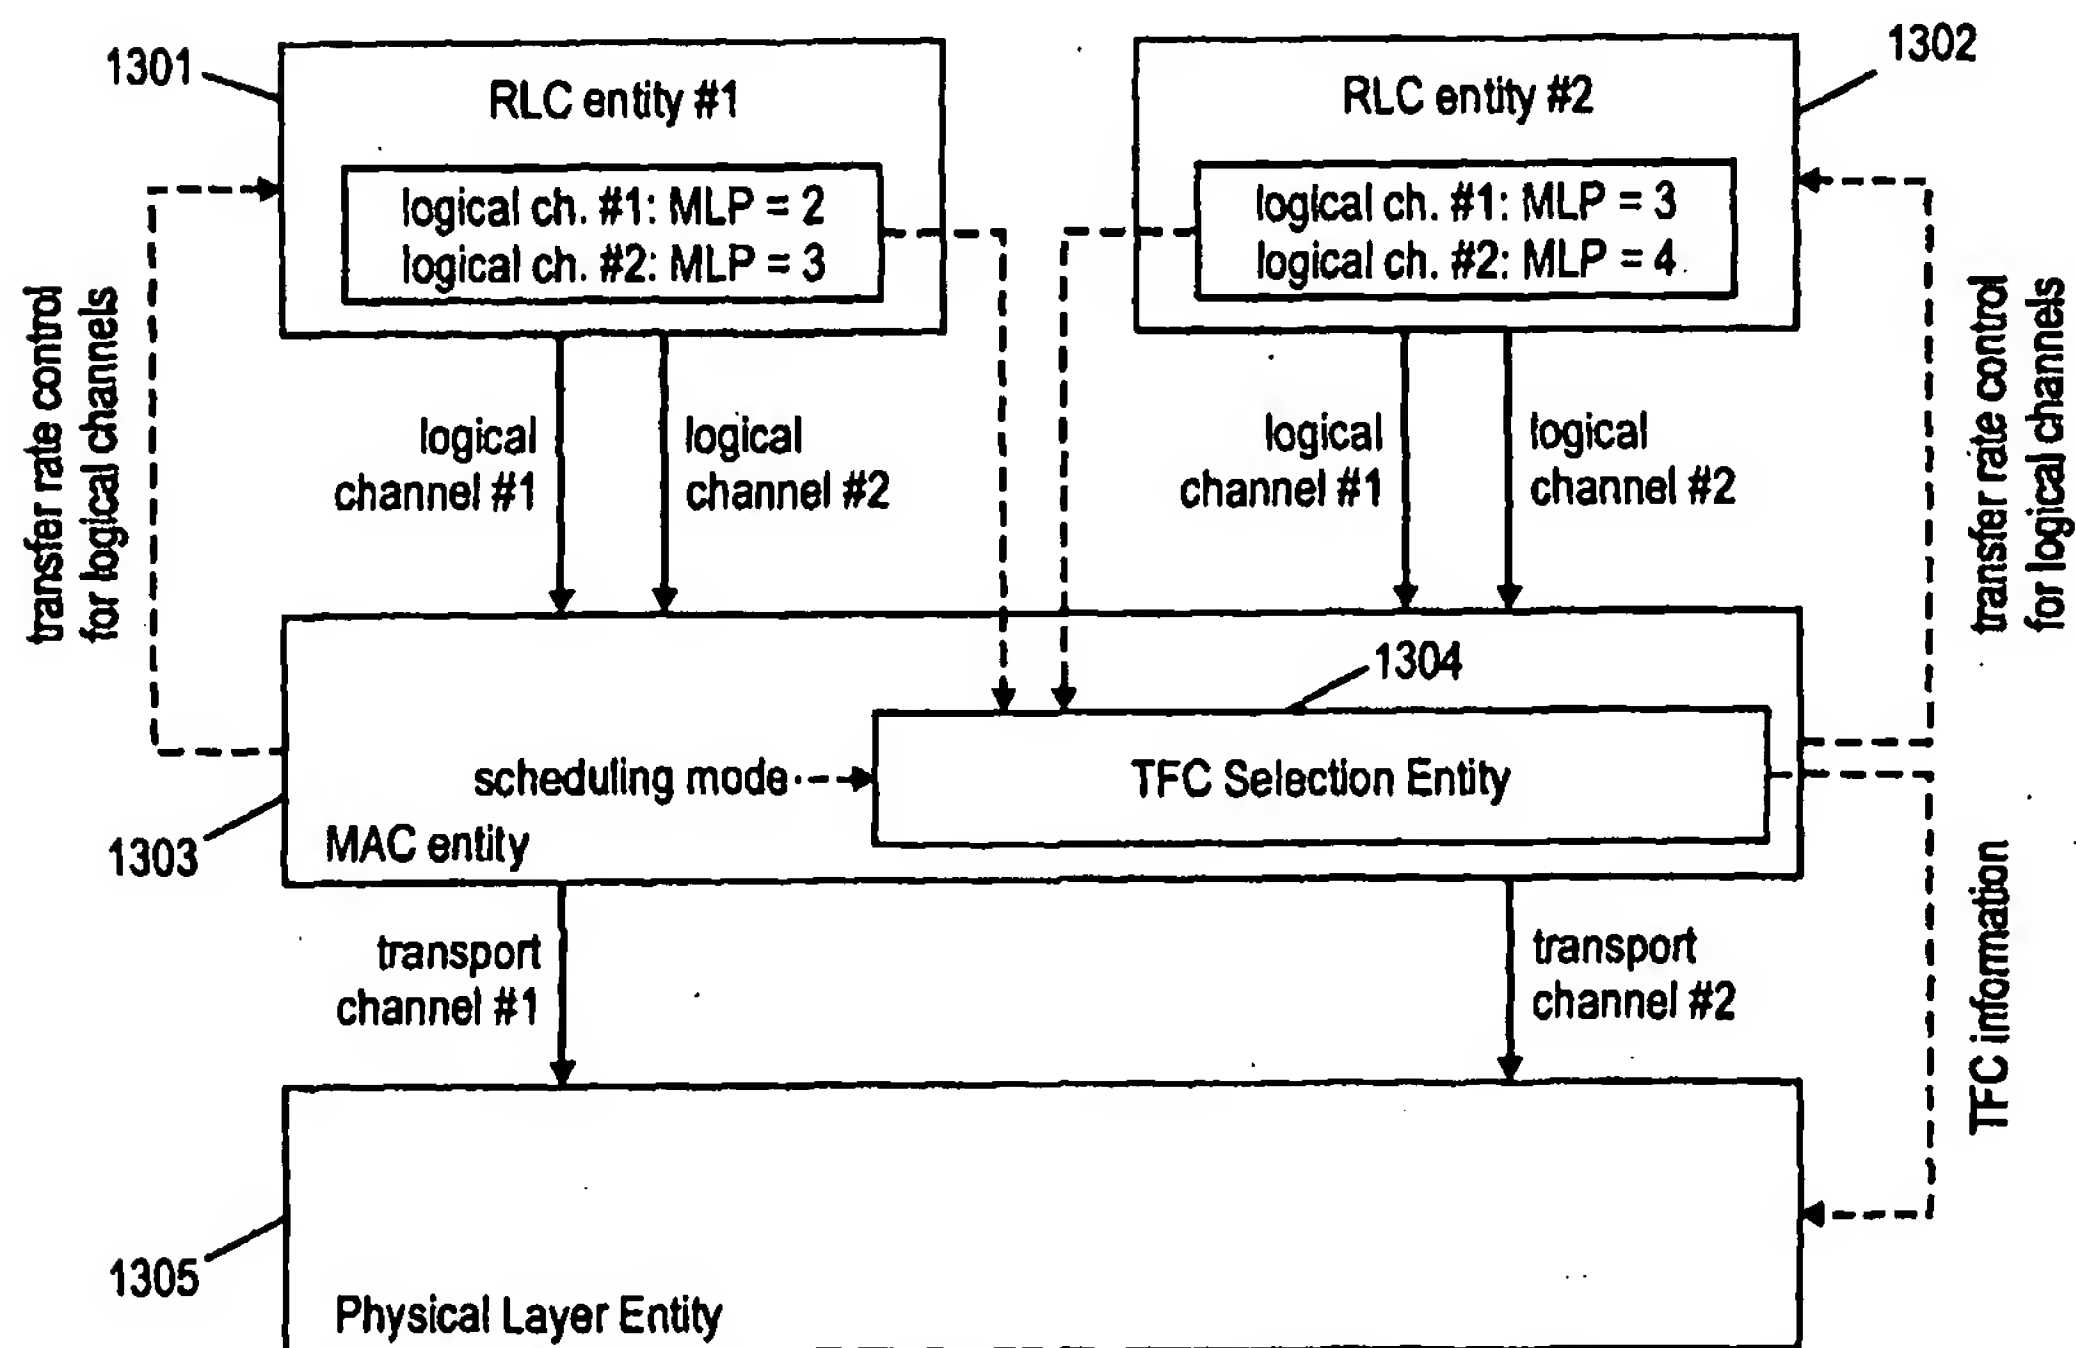 1301
1302
RLC entity #1
RLC entity #2
logical ch. #1: MLP = 2
logical ch. #2: MLP = 3
logical ch. #1: MLP = 3
logical ch. #2: MLP = 4
transfer rate control
for logical channels
transfer rate control
for logical channels
logical
channel #1
logical
channel #2
logical
channel #1
logical
channel #2
1304
scheduling mode
TFC Selection Entity
MAC entity
1303
transport
channel #1
transport
channel #2
TFC information
1305
Physical Layer Entity